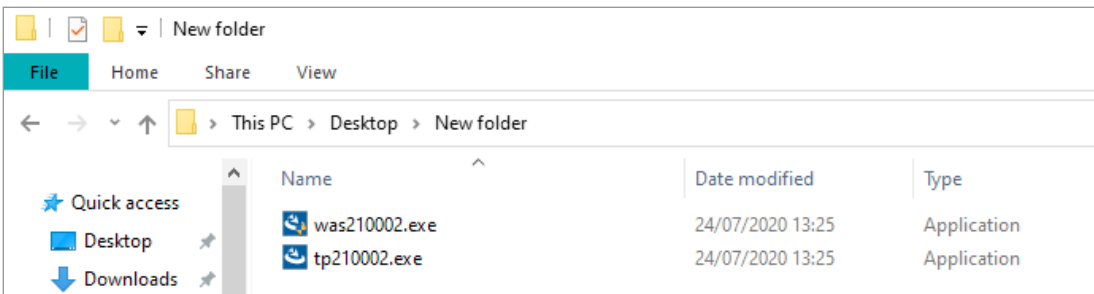 New folder
File Home Share View
This PC > Desktop > New folder
Name Date modified Type
Quick access
was210002.exe 24/07/2020 13:25 Application
Desktop
tp210002.exe 24/07/2020 13:25 Application
Downloads